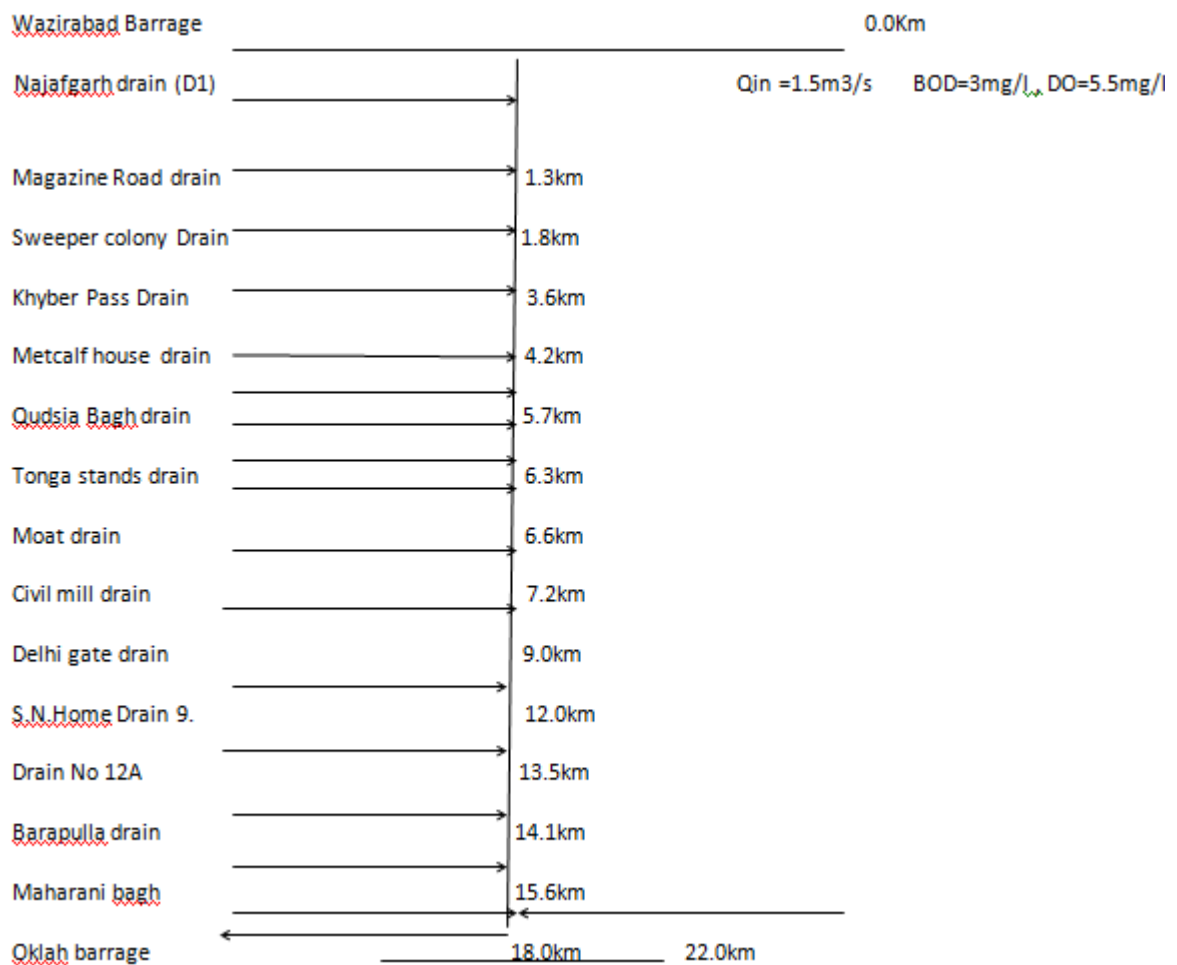 Wazirabad Barrage 0.0Km
Najafgarh drain (D1) Qin =1.5m3/s BOD=3mg/l,, DO=5.5mg/l
Magazine Road drain 1.3km
Sweeper colony Drain 1.8km
Khyber Pass Drain 3.6km
Metcalf house drain 4.2km
Qudsia Bagh drain 5.7km
Tonga stands drain 6.3km
Moat drain 6.6km
Civil mill drain 7.2km
Delhi gate drain 9.0km
S.N.Home Drain 9. 12.0km
Drain No 12A 13.5km
Barapulla drain 14.1km
Maharani bagh 15.6km
Oklah barrage 18.0km 22.0km